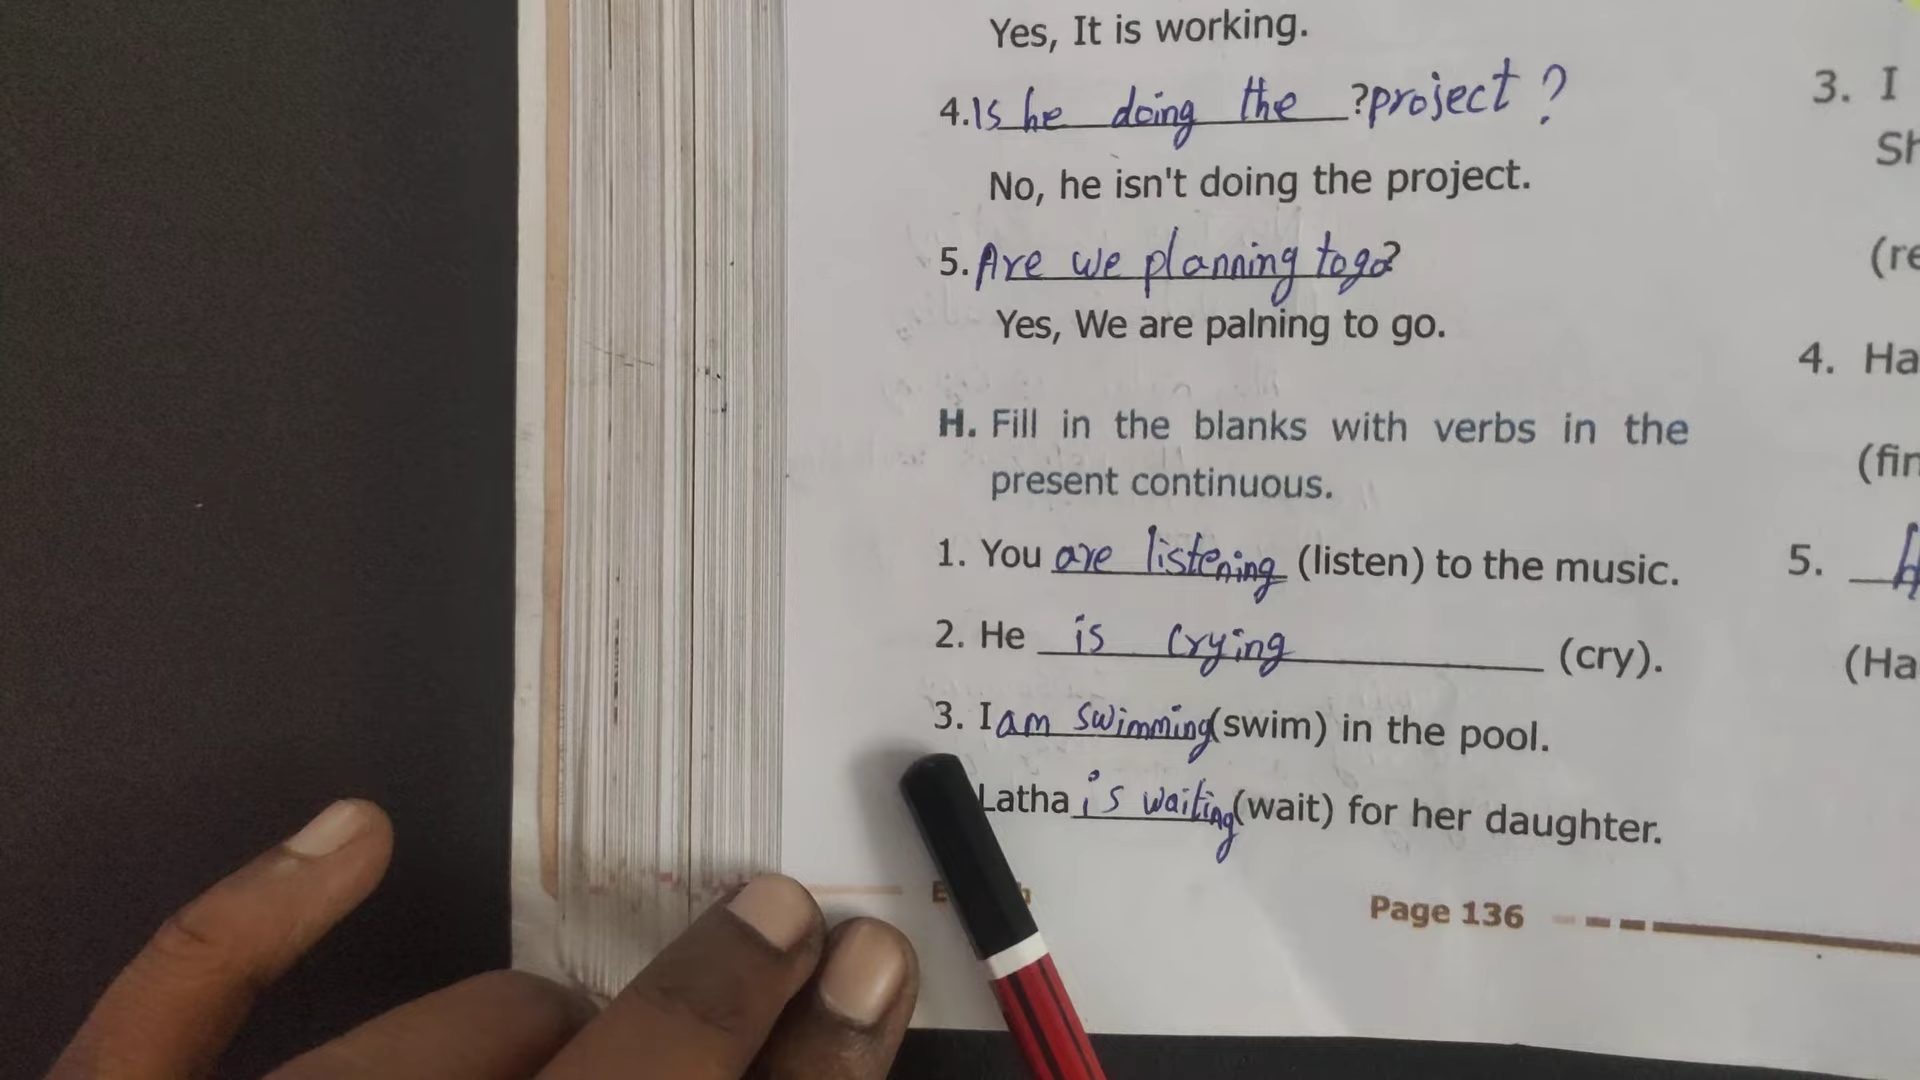 Yes, It is working.
4. Is he doing the ? project ?
No, he isn't doing the project.
5. Are we planning to go?
Yes, We are palning to go.
H. Fill in the blanks with verbs in the
present continuous.
1. You are listening (listen) to the music.
2. He is crying (cry).
3. I am swimming (swim) in the pool.
Latha is waiting (wait) for her daughter.
Page 136
3. I
Sh
(re
4. Ha
(fin
5.
(Ha